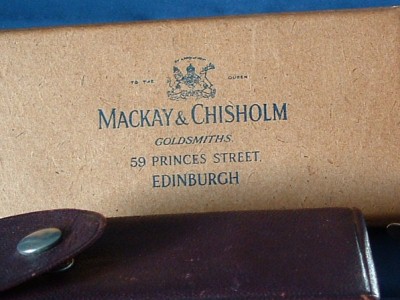 TO THE QUEEN
MACKAY & CHISHOLM
GOLDSMITHS.
59 PRINCES STREET.
EDINBURGH